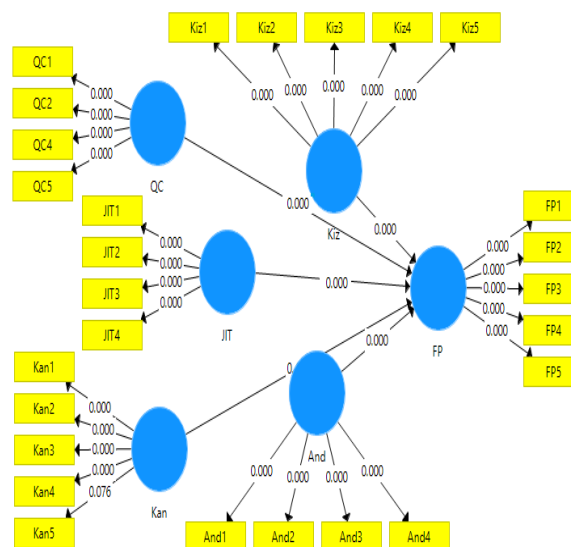 Kiz1 Kiz2 Kiz3 Kiz4 Kiz5
QC1
QC2
QC4
QC5
0.000
0.000
0.000
0.000
QC
0.000
0.000
0.000
0.000
0.000
Kiz
0.000
0.000
JIT1
JIT2
JIT3
JIT4
0.000
0.000
0.000
0.000
JIT
0.000
FP1
FP2
FP3
FP4
FP5
0.000
0.000
0.000
0.000
0.000
FP
Kan1
Kan2
Kan3
Kan4
Kan5
0.000
0.000
0.000
0.000
0.076
Kan
0.000
And
0.000
0.000
0.000
0.000
And1 And2 And3 And4